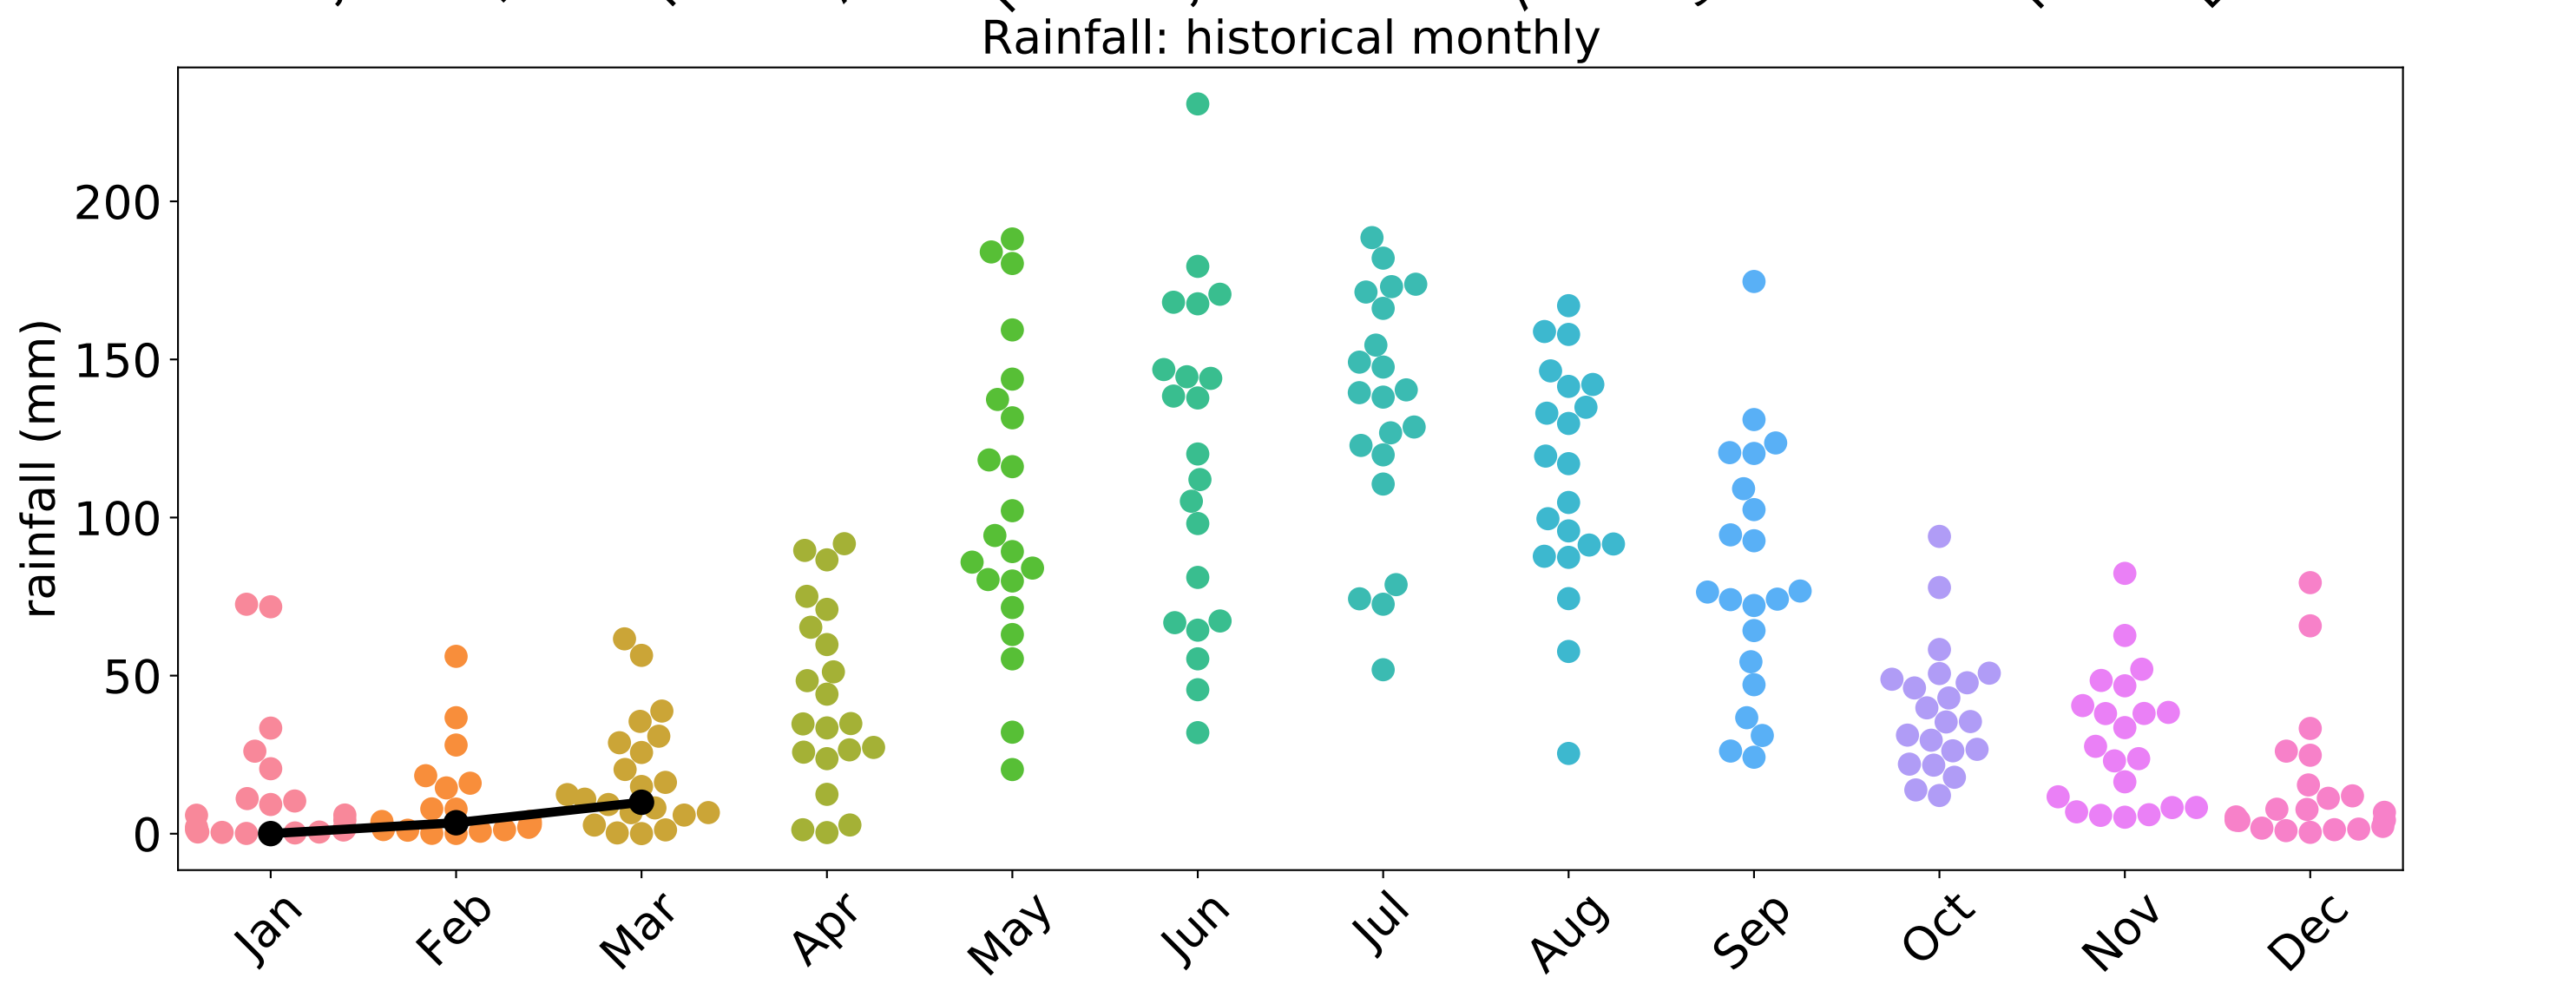 Rainfall: historical monthly
rainfall (mm)
200
150
100
50
0
Jan
Feb
Mar
Apr
May
Jun
Jul
Aug
Sep
Oct
Nov
Dec